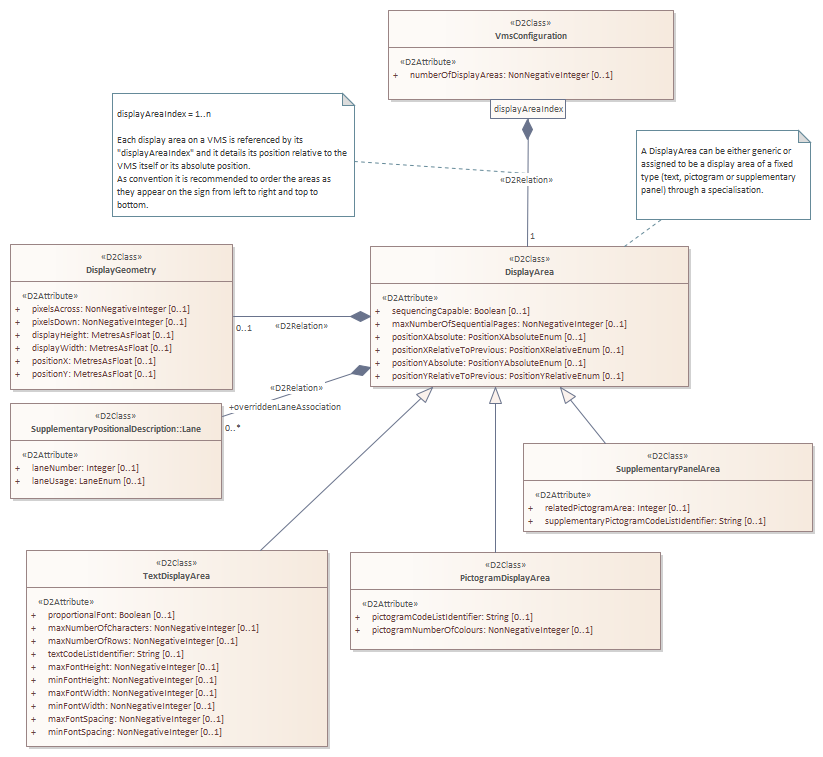 «D2Class»
VmsConfiguration
«D2Attribute»
+ numberOfDisplayAreas: NonNegativeInteger [0..1]
displayAreaIndex
displayAreaIndex = 1..n
Each display area on a VMS is referenced by its
"displayAreaIndex" and it details its position relative to the
VMS itself or its absolute position.
As convention it is recommended to order the areas as
they appear on the sign from left to right and top to
bottom.
A DisplayArea can be either generic or
assigned to be a display area of a fixed
type (text, pictogram or supplementary
panel) through a specialisation.
«D2Relation»
1
«D2Class»
DisplayGeometry
«D2Attribute»
+ pixelsAcross: NonNegativeInteger [0..1]
+ pixelsDown: NonNegativeInteger [0..1]
+ displayHeight: MetresAsFloat [0..1]
+ displayWidth: MetresAsFloat [0..1]
+ positionX: MetresAsFloat [0..1]
+ positionY: MetresAsFloat [0..1]
0..1
«D2Relation»
«D2Class»
DisplayArea
«D2Attribute»
+ sequencingCapable: Boolean [0..1]
+ maxNumberOfSequentialPages: NonNegativeInteger [0..1]
+ positionXAbsolute: PositionXAbsoluteEnum [0..1]
+ positionXRelativeToPrevious: PositionXRelativeEnum [0..1]
+ positionYAbsolute: PositionYAbsoluteEnum [0..1]
+ positionYRelativeToPrevious: PositionYRelativeEnum [0..1]
«D2Relation»
+overriddenLaneAssociation
0..*
«D2Class»
SupplementaryPositionalDescription::Lane
«D2Attribute»
+ laneNumber: Integer [0..1]
+ laneUsage: LaneEnum [0..1]
«D2Class»
SupplementaryPanelArea
«D2Attribute»
+ relatedPictogramArea: Integer [0..1]
+ supplementaryPictogramCodeListIdentifier: String [0..1]
«D2Class»
TextDisplayArea
«D2Attribute»
+ proportionalFont: Boolean [0..1]
+ maxNumberOfCharacters: NonNegativeInteger [0..1]
+ maxNumberOfRows: NonNegativeInteger [0..1]
+ textCodeListIdentifier: String [0..1]
+ maxFontHeight: NonNegativeInteger [0..1]
+ minFontHeight: NonNegativeInteger [0..1]
+ maxFontWidth: NonNegativeInteger [0..1]
+ minFontWidth: NonNegativeInteger [0..1]
+ maxFontSpacing: NonNegativeInteger [0..1]
+ minFontSpacing: NonNegativeInteger [0..1]
«D2Class»
PictogramDisplayArea
«D2Attribute»
+ pictogramCodeListIdentifier: String [0..1]
+ pictogramNumberOfColours: NonNegativeInteger [0..1]